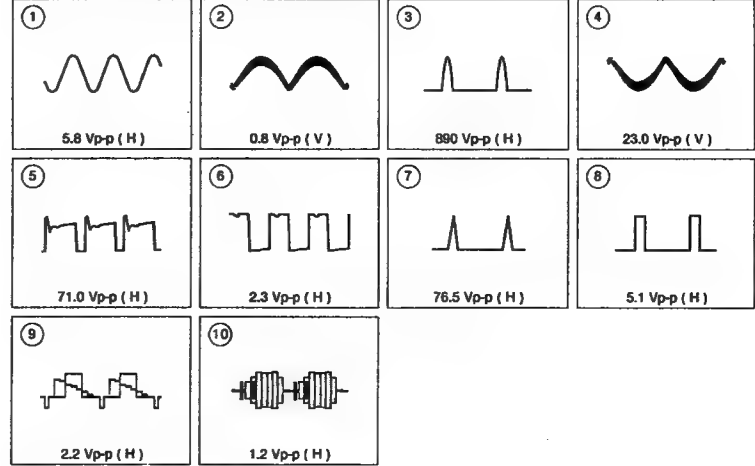 ① ② ③ ④
5.8 Vp-p ( H ) 0.8 Vp-p ( V ) 890 Vp-p ( H ) 23.0 Vp-p ( V )
⑤ ⑥ ⑦ ⑧
71.0 Vp-p ( H ) 2.3 Vp-p ( H ) 76.5 Vp-p ( H ) 5.1 Vp-p ( H )
⑨ ⑩
2.2 Vp-p ( H ) 1.2 Vp-p ( H )